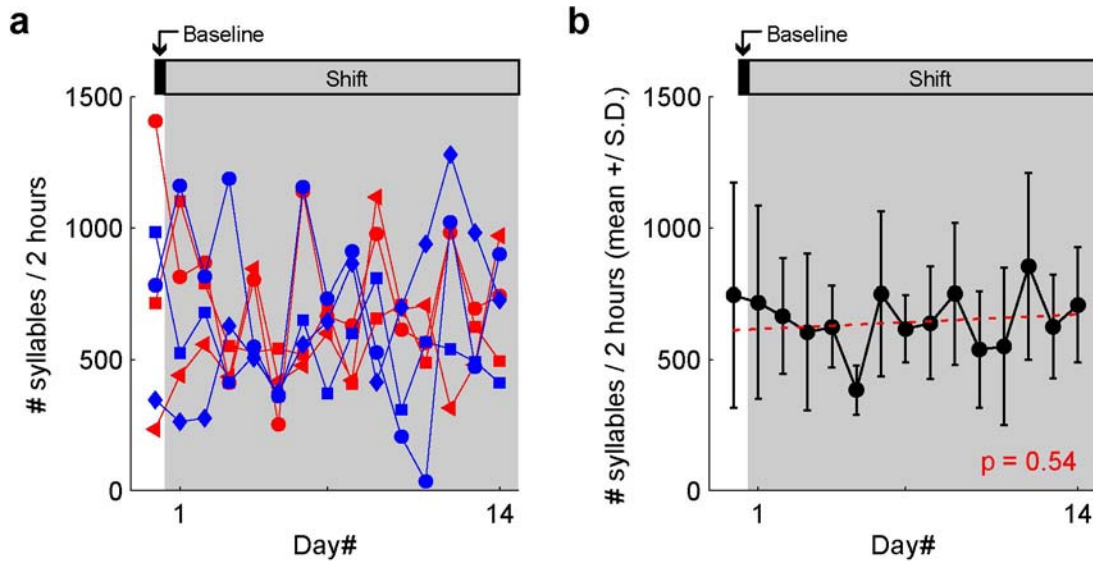 a
Baseline
Shift
1500
1000
500
0
# syllables / 2 hours
1
14
Day#
b
Baseline
Shift
1500
1000
500
0
# syllables / 2 hours (mean +/ S.D.)
p = 0.54
1
14
Day#